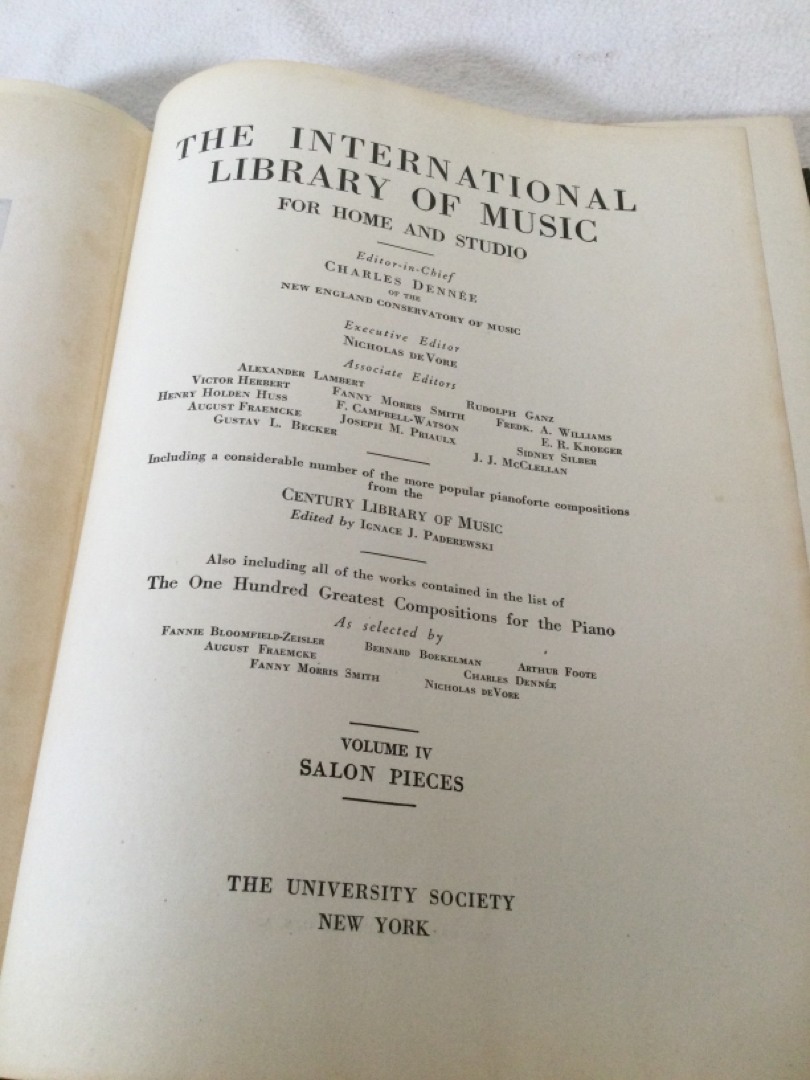 THE INTERNATIONAL
LIBRARY OF MUSIC
FOR HOME AND STUDIO
Editor-in-Chief
CHARLES DENNÉE
OF THE
NEW ENGLAND CONSERVATORY OF MUSIC
Executive Editor
NICHOLAS DEVORE
Associate Editors
ALEXANDER LAMBERT RUDOLPH GANZ
VICTOR HERBERT FANNY MORRIS SMITH FREDK. A. WILLIAMS
HENRY HOLDEN HUSS F. CAMPBELL-WATSON E. R. KROEGER
AUGUST FRAEMCKE JOSEPH M. PRIAULX SIDNEY SILBER
GUSTAV L. BECKER J. J. MCCLELLAN
Including a considerable number of the more popular pianoforte compositions
from the
CENTURY LIBRARY OF MUSIC
Edited by IGNACE J. PADEREWSKI
Also including all of the works contained in the list of
The One Hundred Greatest Compositions for the Piano
As selected by
FANNIE BLOOMFIELD-ZEISLER BERNARD BOEKELMAN ARTHUR FOOTE
AUGUST FRAEMCKE CHARLES DENNÉE
FANNY MORRIS SMITH NICHOLAS DEVORE
VOLUME IV
SALON PIECES
THE UNIVERSITY SOCIETY
NEW YORK